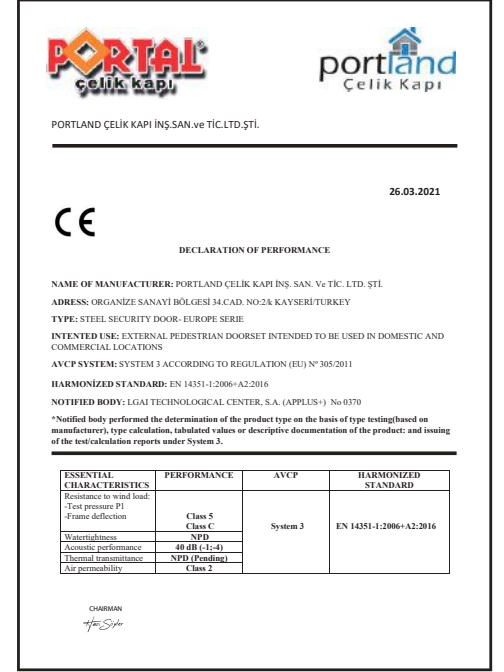 PORTAL
çelik kapı
portland
Çelik Kapı
PORTLAND ÇELİK KAPI İNŞ.SAN.ve TİC.LTD.ŞTİ.
26.03.2021
CE
DECLARATION OF PERFORMANCE
NAME OF MANUFACTURER: PORTLAND ÇELİK KAPI İNŞ. SAN. Ve TİC. LTD. ŞTİ.
ADRESS: ORGANİZE SANAYİ BÖLGESİ 34.CAD. NO:2/k KAYSERİ/TURKEY
TYPE: STEEL SECURITY DOOR- EUROPE SERIE
INTENTED USE: EXTERNAL PEDESTRIAN DOORSET INTENDED TO BE USED IN DOMESTIC AND
COMMERCIAL LOCATIONS
AVCP SYSTEM: SYSTEM 3 ACCORDING TO REGULATION (EU) Nº 305/2011
HARMONİZED STANDARD: EN 14351-1:2006+A2:2016
NOTIFIED BODY: LGAI TECHNOLOGICAL CENTER, S.A. (APPLUS+) No 0370
*Notified body performed the determination of the product type on the basis of type testing(based on
manufacturer), type calculation, tabulated values or descriptive documentation of the product: and issuing
of the test/calculation reports under System 3.
ESSENTIAL CHARACTERISTICS PERFORMANCE AVCP HARMONIZED STANDARD
Resistance to wind load:
-Test pressure P1 Class 5
-Frame deflection Class C
System 3 EN 14351-1:2006+A2:2016
Watertightness NPD
Acoustic performance 40 dB (-1;-4)
Thermal transmittance NPD (Pending)
Air permeability Class 2
CHAIRMAN